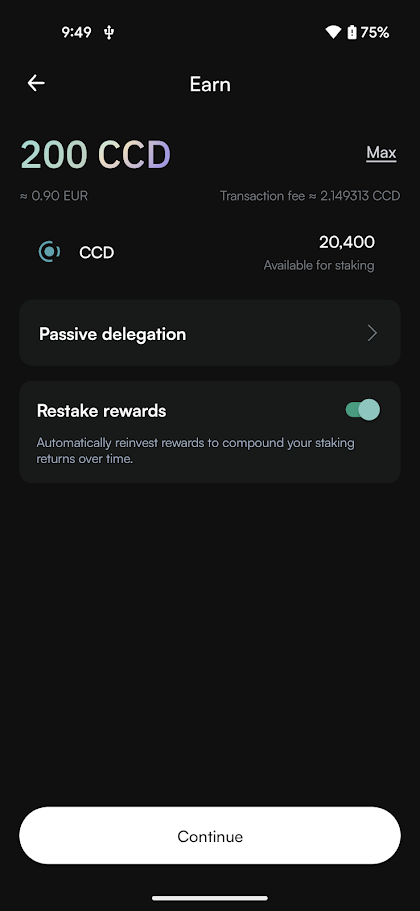 9:49 75%
Earn
200 CCD Max
≈ 0.90 EUR Transaction fee ≈ 2.149313 CCD
CCD 20,400
Available for staking
Passive delegation
Restake rewards
Automatically reinvest rewards to compound your staking
returns over time.
Continue